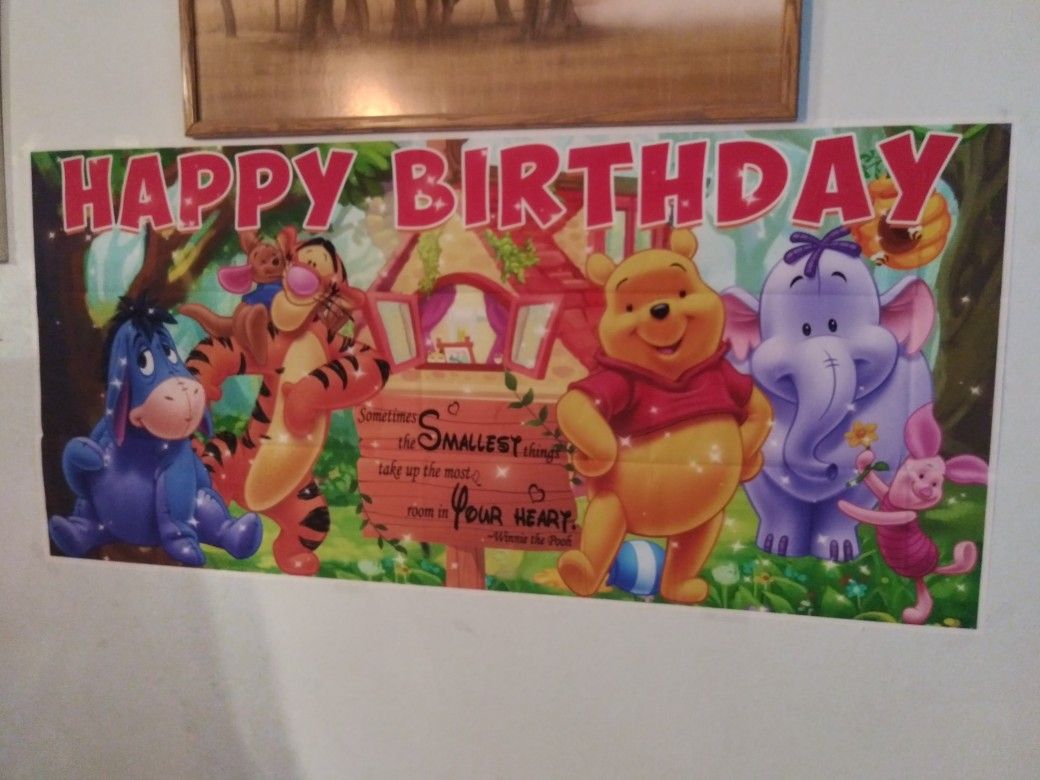 HAPPY BIRTHDAY
Sometimes
the SMALLEST things
take up the most
room in YOUR HEART.
~Winnie the Pooh